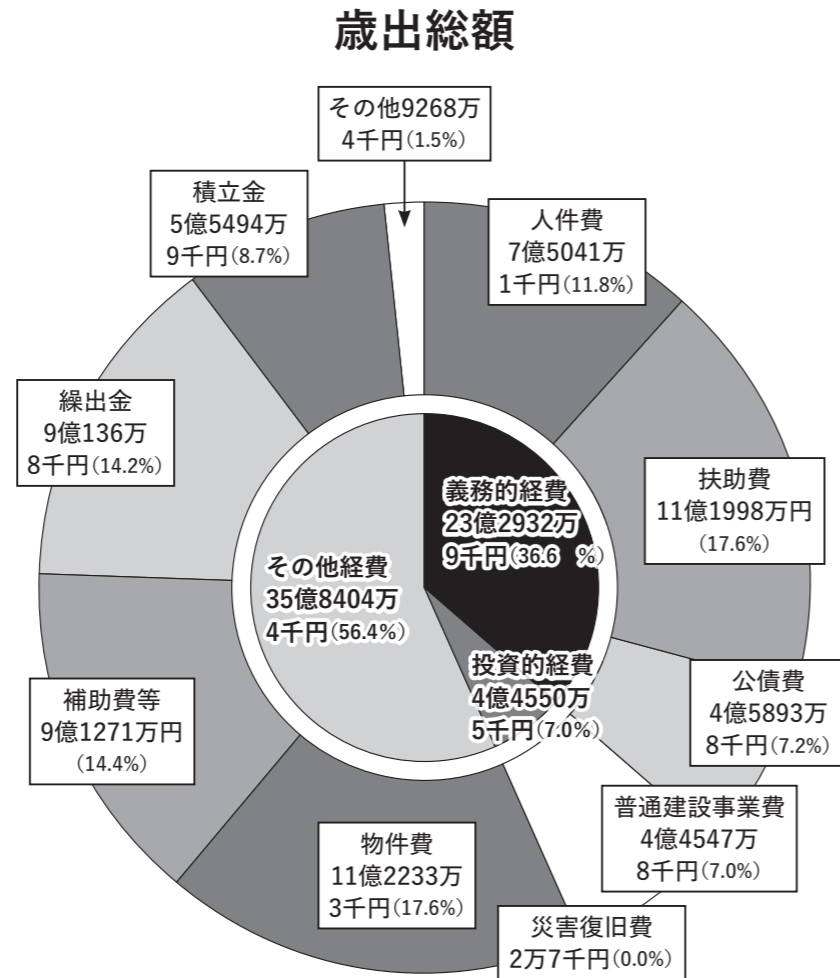 歳出総額
その他9268万
4千円(1.5%)
積立金
5億5494万
9千円(8.7%)
人件費
7億5041万
1千円(11.8%)
繰出金
9億136万
8千円(14.2%)
扶助費
11億1998万円
(17.6%)
義務的経費
23億2932万
9千円(36.6 %)
その他経費
35億8404万
4千円(56.4%)
投資的経費
4億4550万
5千円(7.0%)
公債費
4億5893万
8千円(7.2%)
補助費等
9億1271万円
(14.4%)
普通建設事業費
4億4547万
8千円(7.0%)
物件費
11億2233万
3千円(17.6%)
災害復旧費
2万7千円(0.0%)